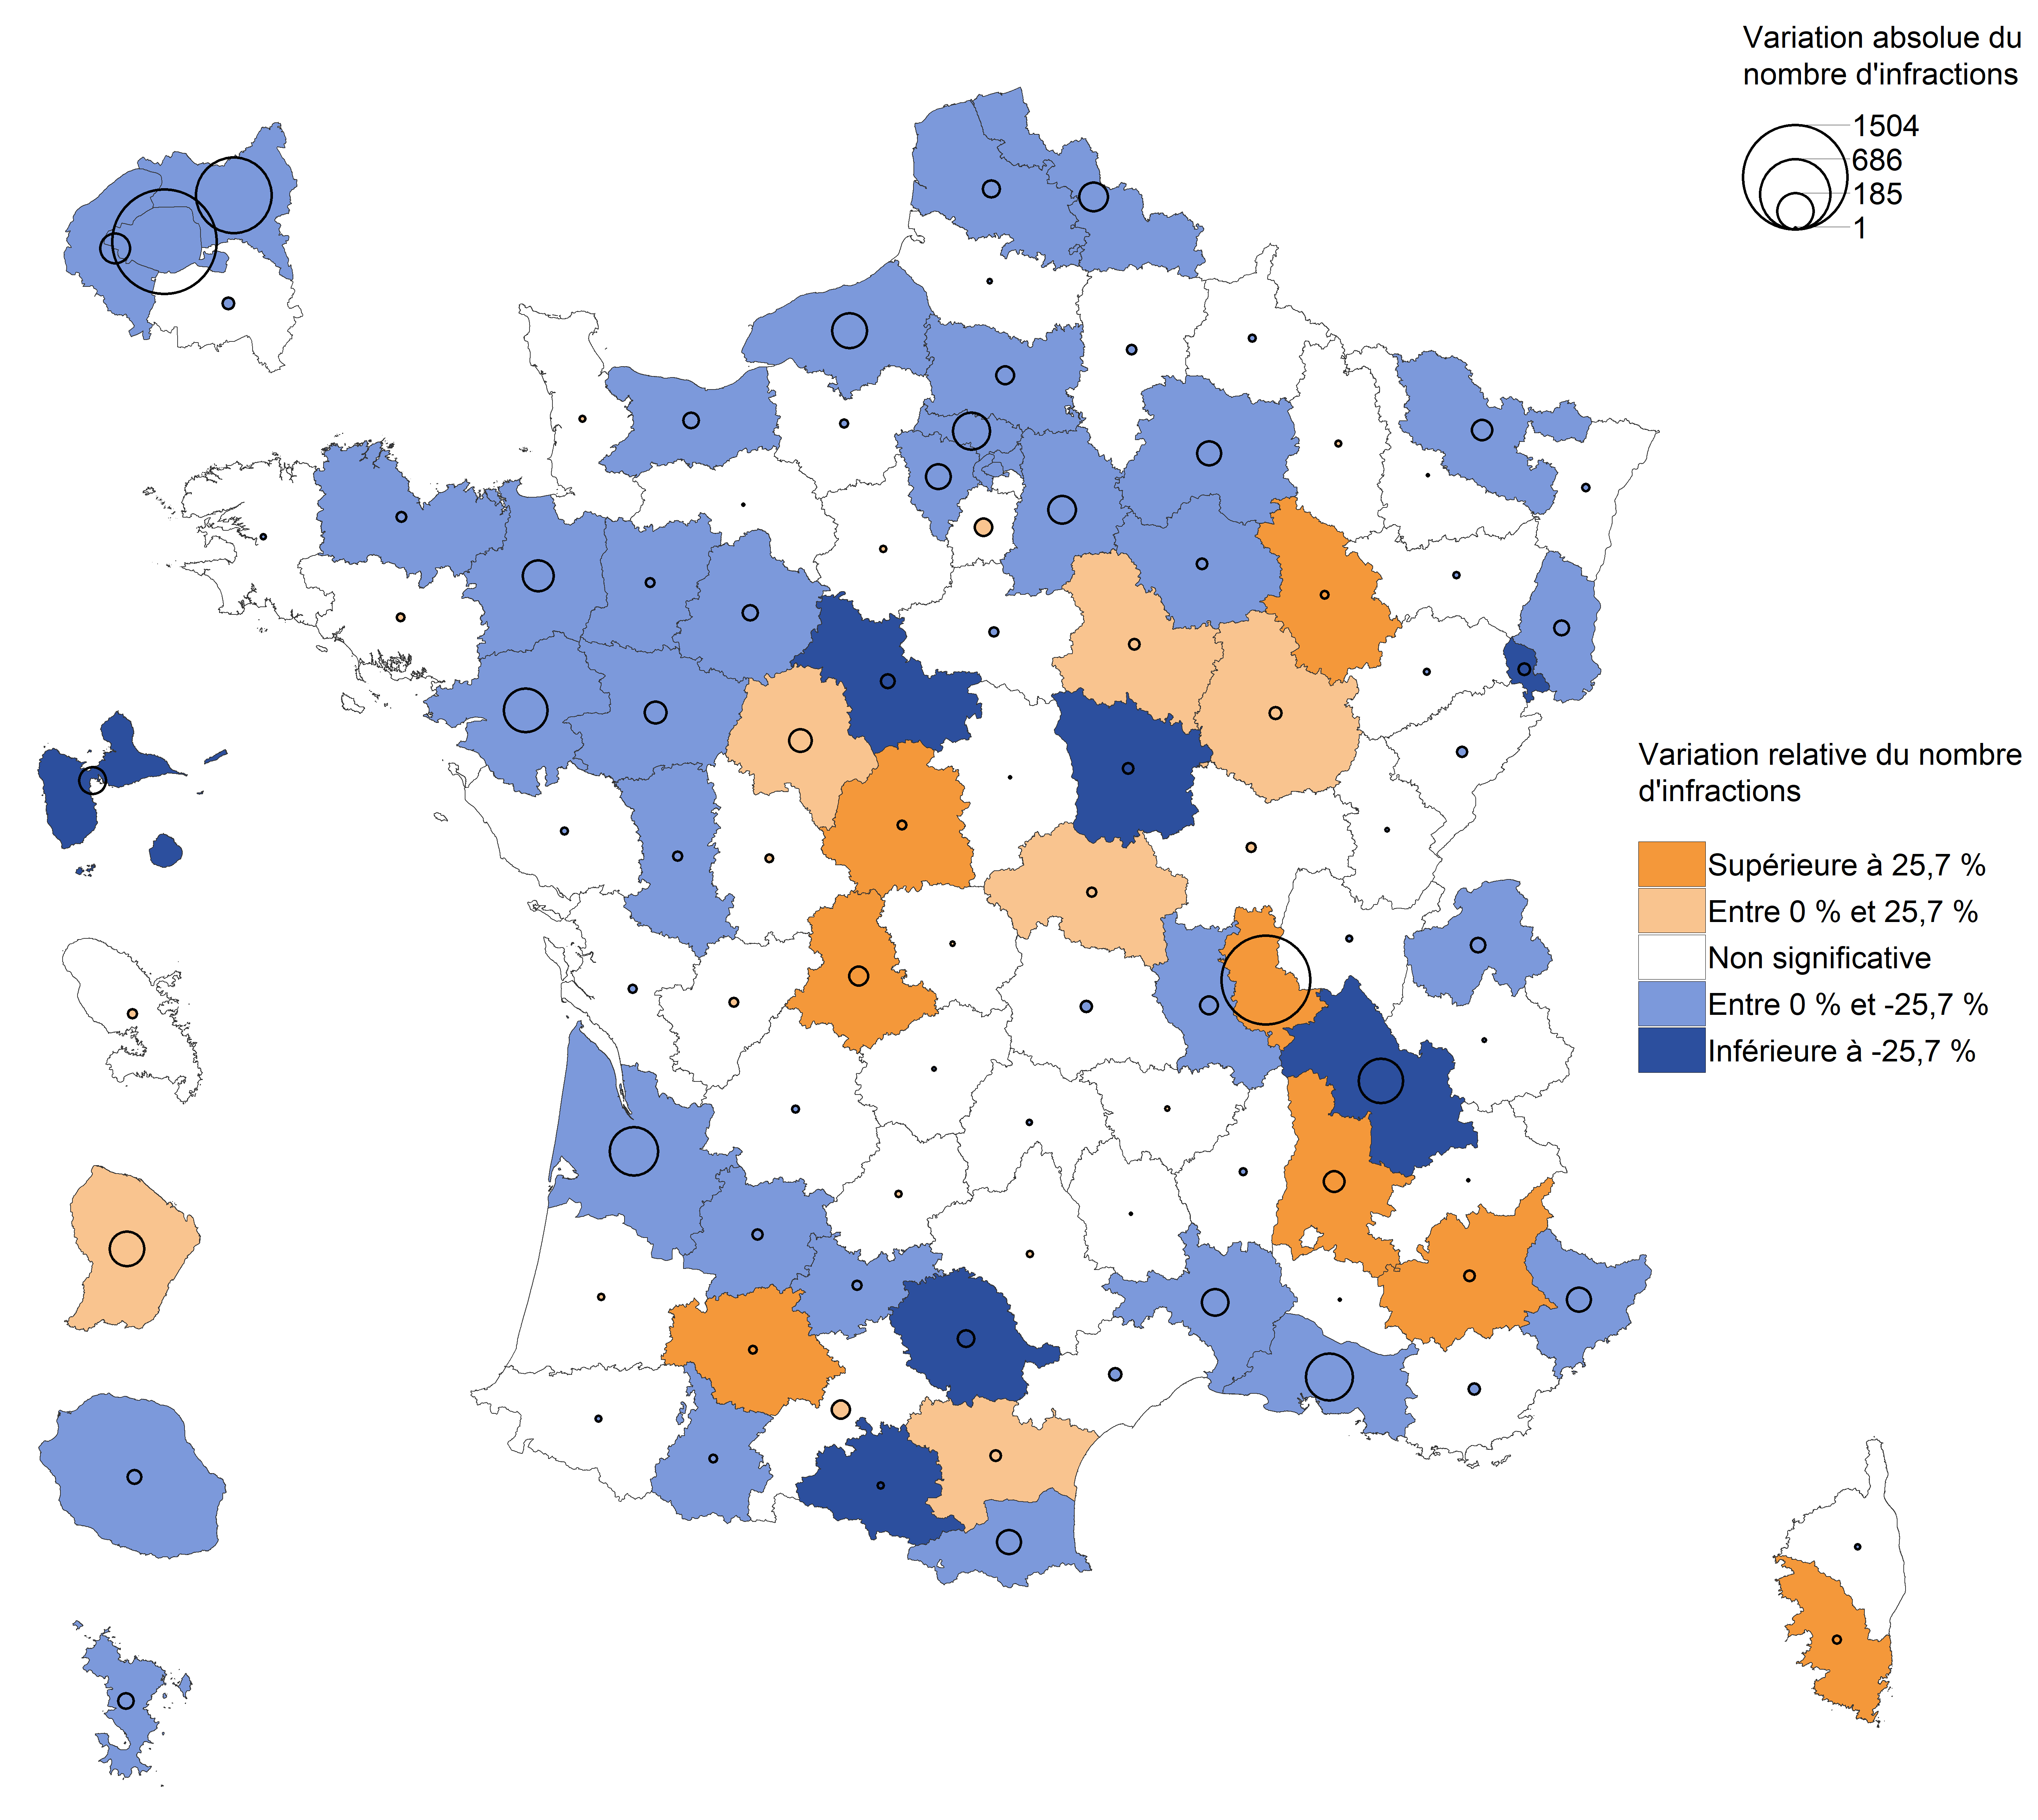 Variation absolue du
nombre d'infractions
1504
686
185
1
Variation relative du nombre
d'infractions
Supérieure à 25,7 %
Entre 0 % et 25,7 %
Non significative
Entre 0 % et -25,7 %
Inférieure à -25,7 %